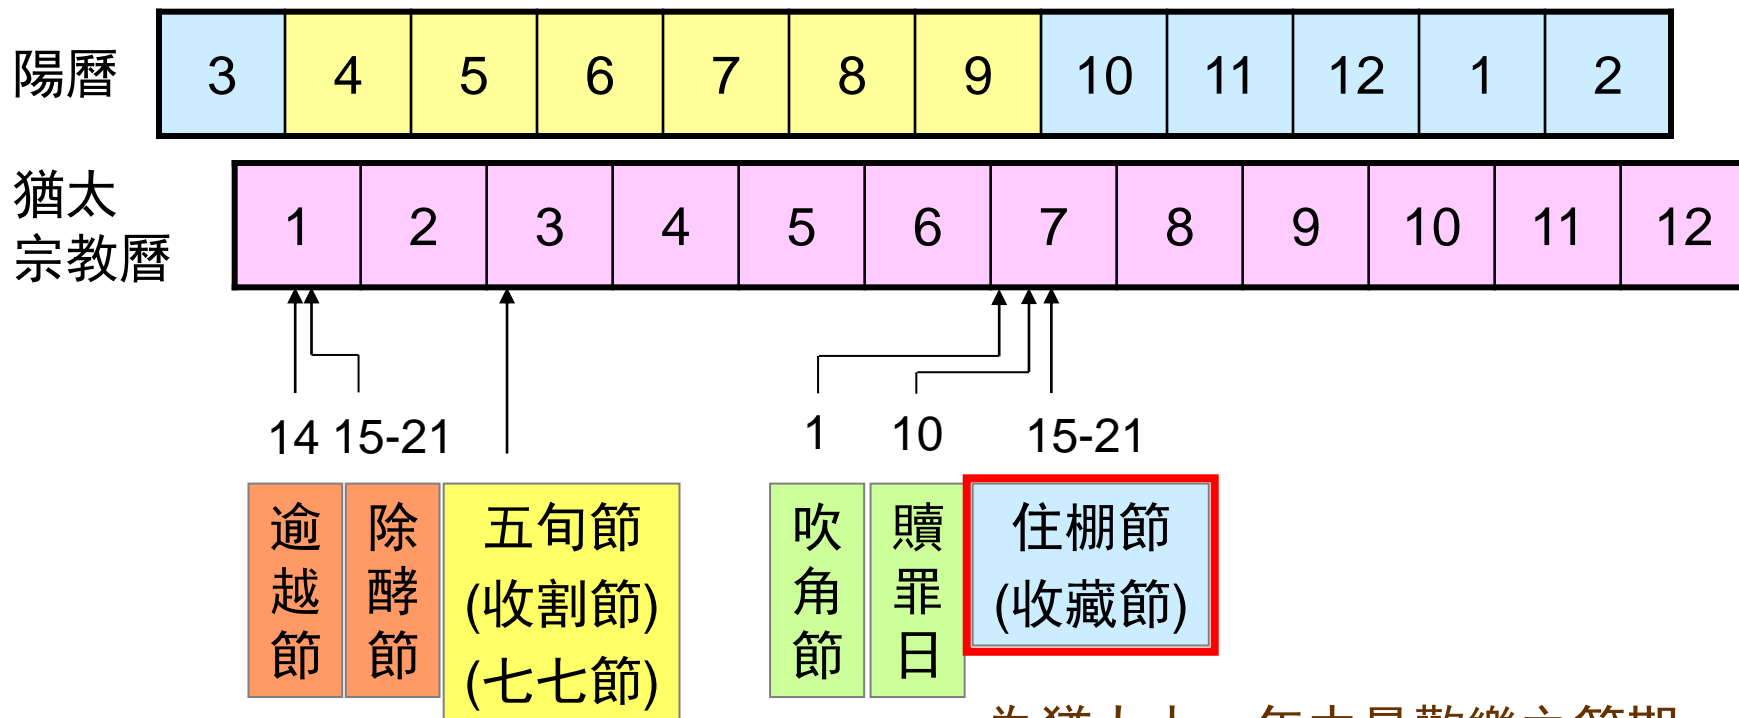 陽曆 3 4 5 6 7 8 9 10 11 12 1 2
猶太
宗教曆
1 2 3 4 5 6 7 8 9 10 11 12
14 15-21 1 10 15-21
逾越節
除酵節
五旬節
(收割節)
(七七節)
吹角節
贖罪日
住棚節
(收藏節)